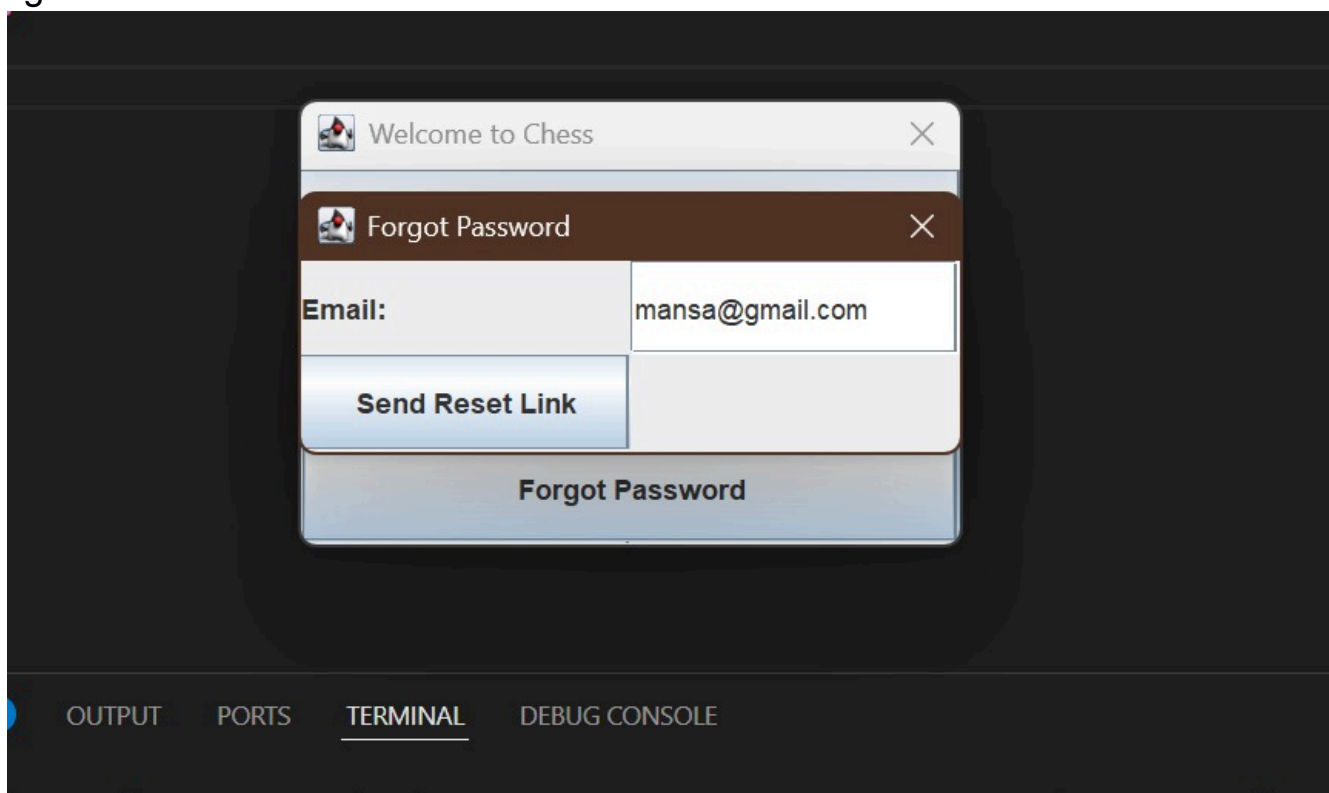 Welcome to Chess
Forgot Password
Email: mansa@gmail.com
Send Reset Link
Forgot Password
OUTPUT PORTS TERMINAL DEBUG CONSOLE